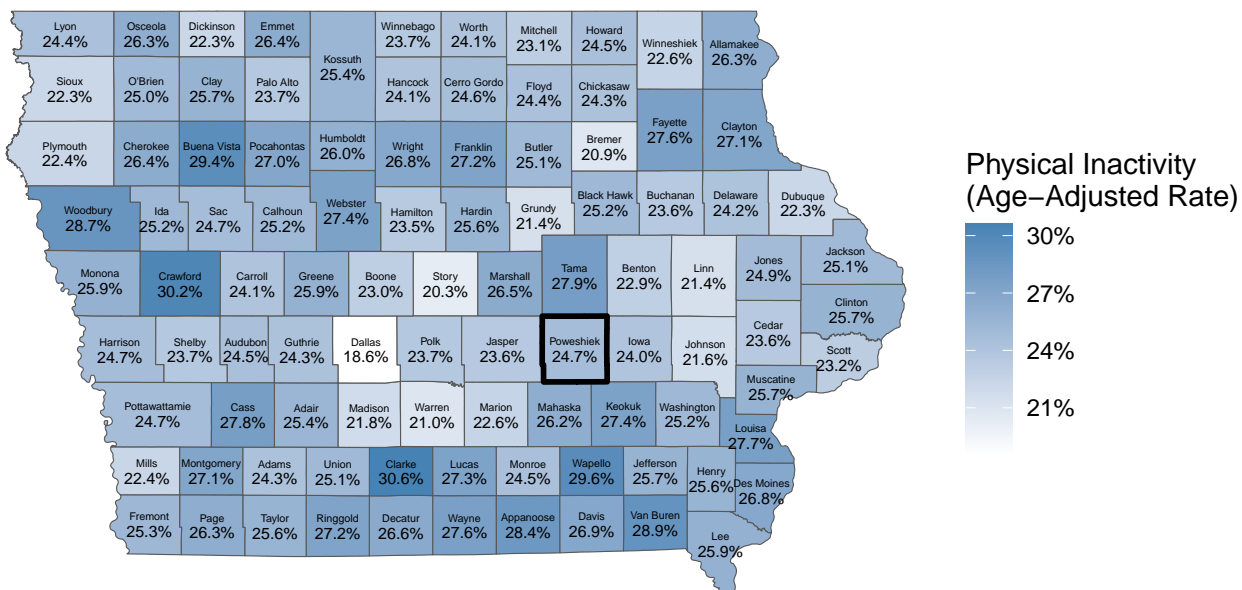 Lyon
24.4%
Osceola
26.3%
Dickinson
22.3%
Emmet
26.4%
Kossuth
25.4%
Winnebago
23.7%
Worth
24.1%
Mitchell
23.1%
Howard
24.5%
Winneshiek
22.6%
Allamakee
26.3%
Sioux
22.3%
O'Brien
25.0%
Clay
25.7%
Palo Alto
23.7%
Hancock
24.1%
Cerro Gordo
24.6%
Floyd
24.4%
Chickasaw
24.3%
Fayette
27.6%
Clayton
27.1%
Plymouth
22.4%
Cherokee
26.4%
Buena Vista
29.4%
Pocahontas
27.0%
Humboldt
26.0%
Wright
26.8%
Franklin
27.2%
Butler
25.1%
Bremer
20.9%
Woodbury
28.7%
Ida
25.2%
Sac
24.7%
Calhoun
25.2%
Webster
27.4%
Hamilton
23.5%
Hardin
25.6%
Grundy
21.4%
Black Hawk
25.2%
Buchanan
23.6%
Delaware
24.2%
Dubuque
22.3%
Monona
25.9%
Crawford
30.2%
Carroll
24.1%
Greene
25.9%
Boone
23.0%
Story
20.3%
Marshall
26.5%
Tama
27.9%
Benton
22.9%
Linn
21.4%
Jones
24.9%
Jackson
25.1%
Clinton
25.7%
Harrison
24.7%
Shelby
23.7%
Audubon
24.5%
Guthrie
24.3%
Dallas
18.6%
Polk
23.7%
Jasper
23.6%
Poweshiek
24.7%
Iowa
24.0%
Johnson
21.6%
Cedar
23.6%
Scott
23.2%
Muscatine
25.7%
Pottawattamie
24.7%
Cass
27.8%
Adair
25.4%
Madison
21.8%
Warren
21.0%
Marion
22.6%
Mahaska
26.2%
Keokuk
27.4%
Washington
25.2%
Louisa
27.7%
Mills
22.4%
Montgomery
27.1%
Adams
24.3%
Union
25.1%
Clarke
30.6%
Lucas
27.3%
Monroe
24.5%
Wapello
29.6%
Jefferson
25.7%
Henry
25.6%
Des Moines
26.8%
Fremont
25.3%
Page
26.3%
Taylor
25.6%
Ringgold
27.2%
Decatur
26.6%
Wayne
27.6%
Appanoose
28.4%
Davis
26.9%
Van Buren
28.9%
Lee
25.9%
Physical Inactivity
(Age−Adjusted Rate)
30%
27%
24%
21%